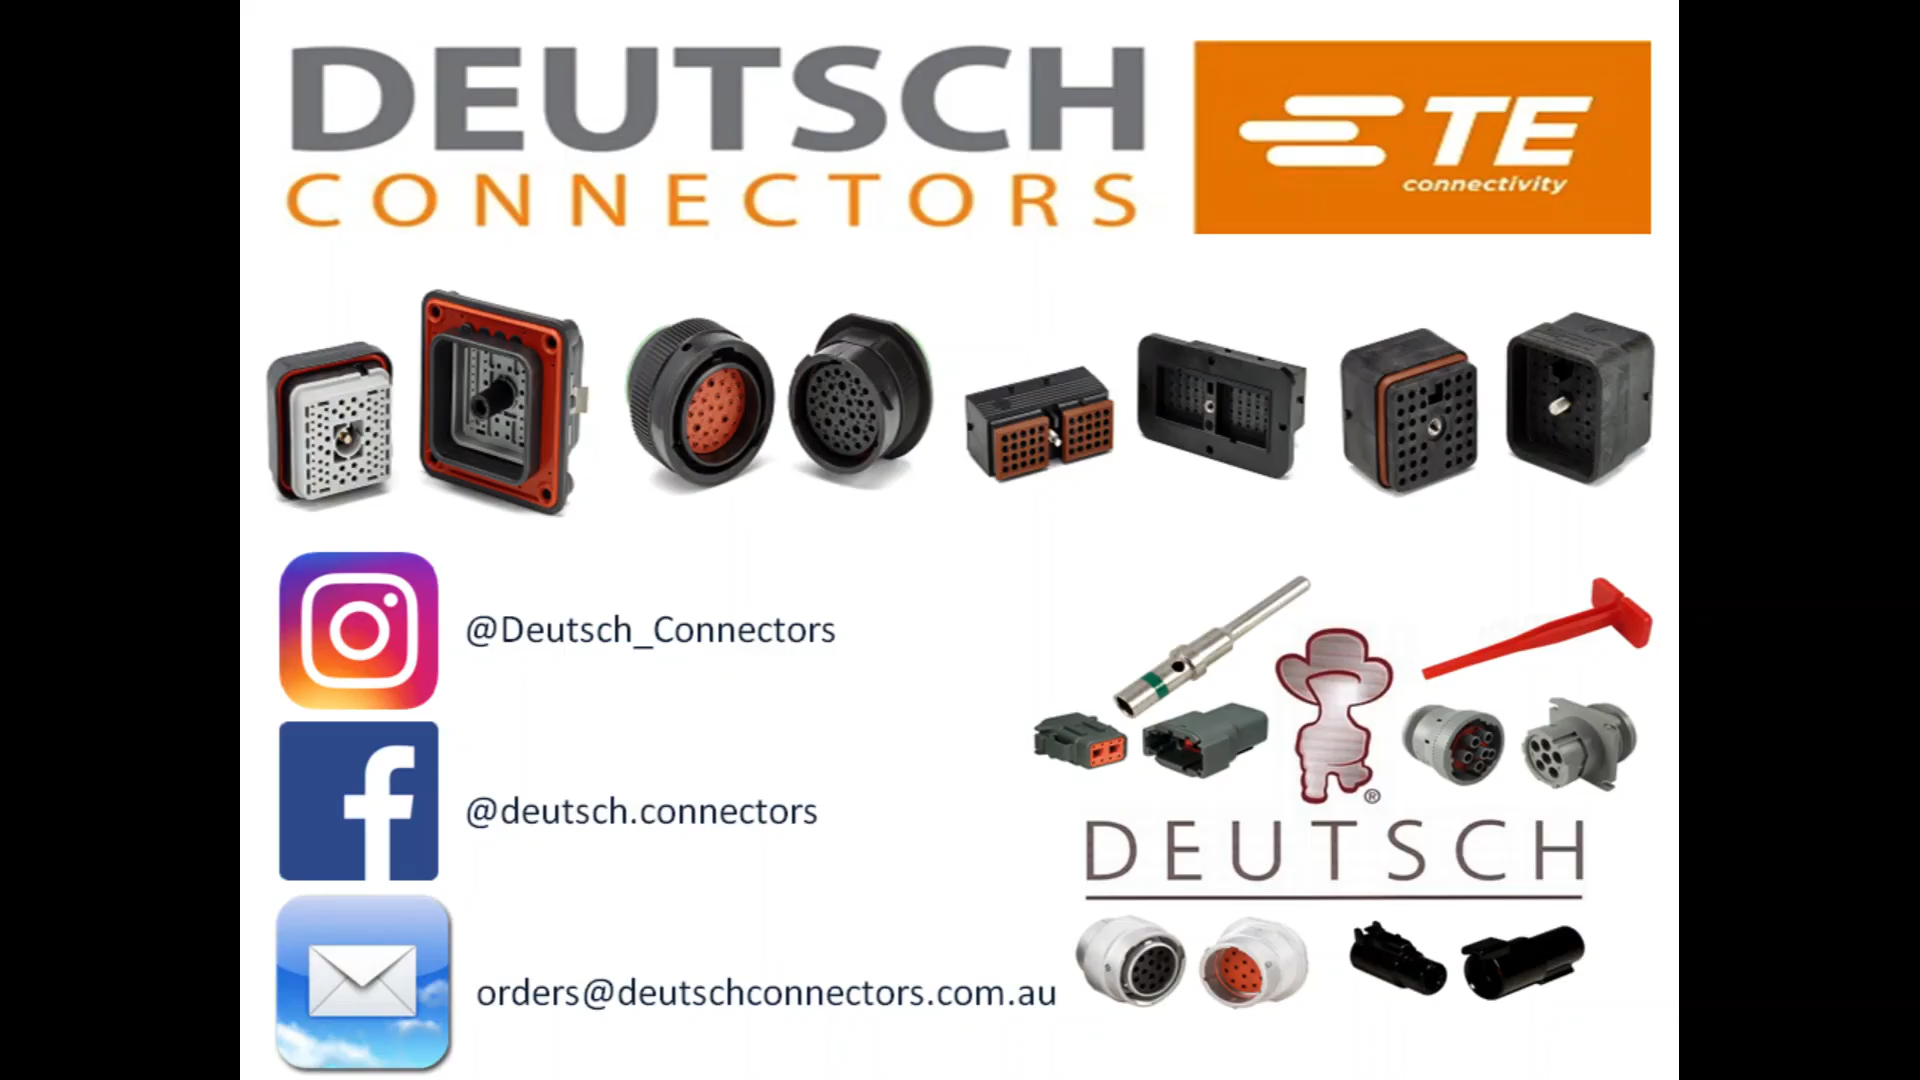 DEUTSCH
CONNECTORS
TE
connectivity
@Deutsch_Connectors
@deutsch.connectors
orders@deutschconnectors.com.au
®
DEUTSCH